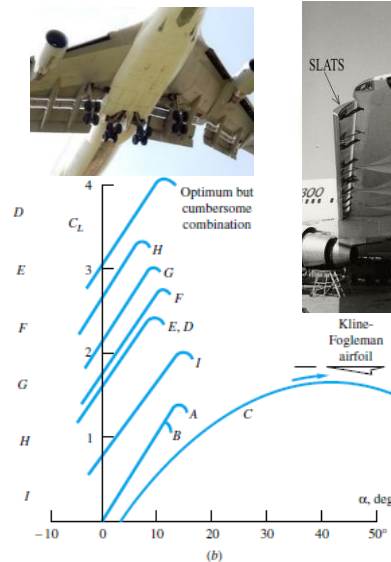 SLATS
300
4
Optimum but
cumbersome
combination
D
C_L
H
E
3
G
F
E, D
Kline-
Fogleman
airfoil
F
2
I
G
A
C
B
H
1
α, deg
I
0
–10
0
10
20
30
40
50°
(b)